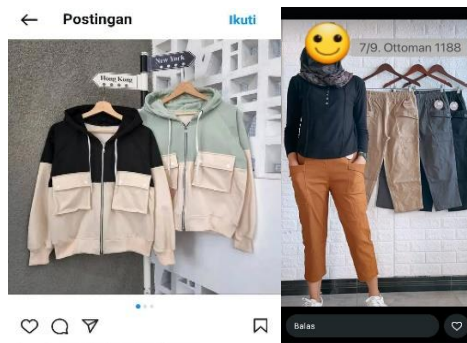 Postingan
Ikuti
New York
Hong Kong
7/9. Ottoman 1188
Balas